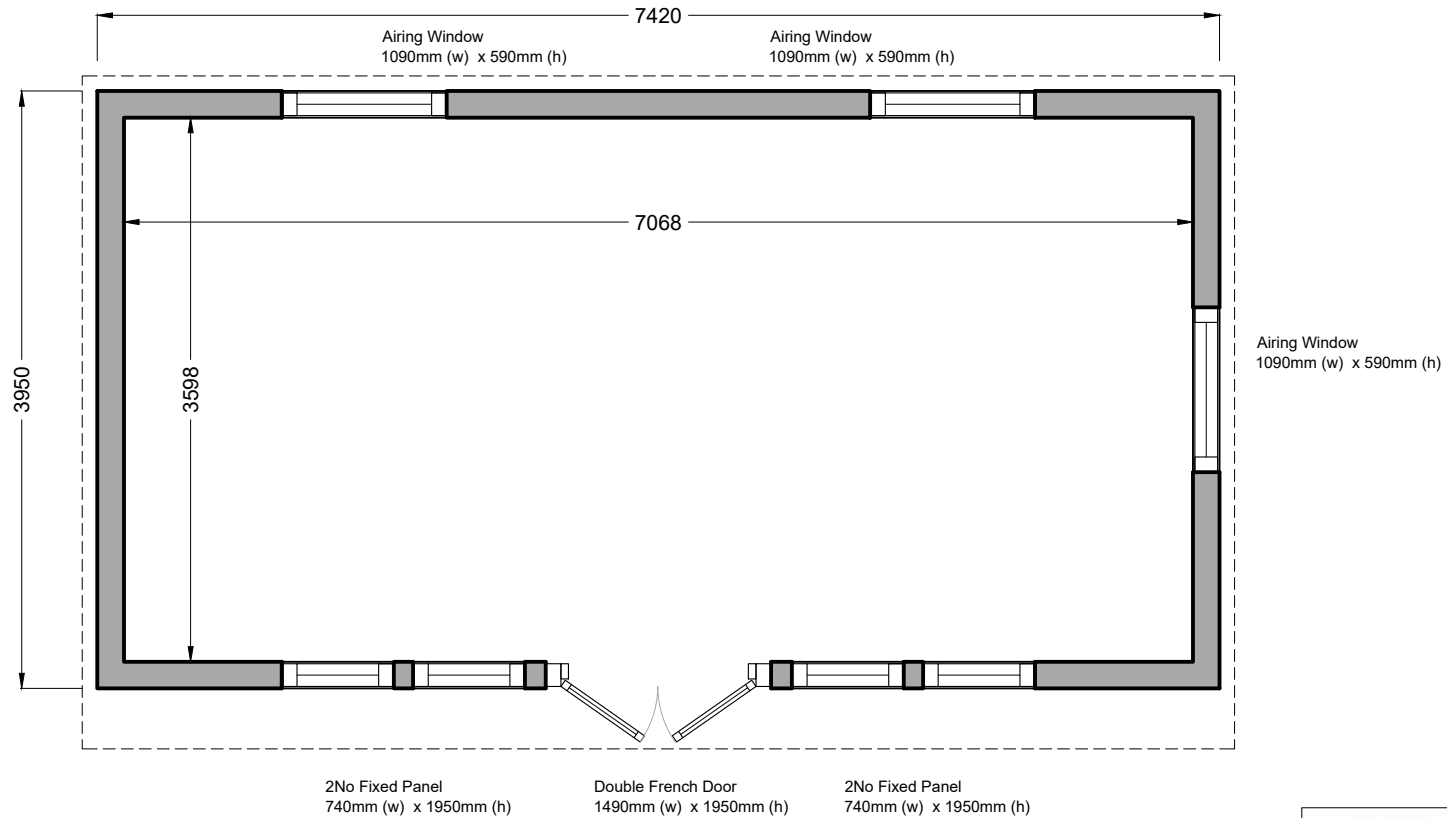 7420
Airing Window
1090mm (w) x 590mm (h)
Airing Window
1090mm (w) x 590mm (h)
7068
3950
3598
Airing Window
1090mm (w) x 590mm (h)
2No Fixed Panel
740mm (w) x 1950mm (h)
Double French Door
1490mm (w) x 1950mm (h)
2No Fixed Panel
740mm (w) x 1950mm (h)